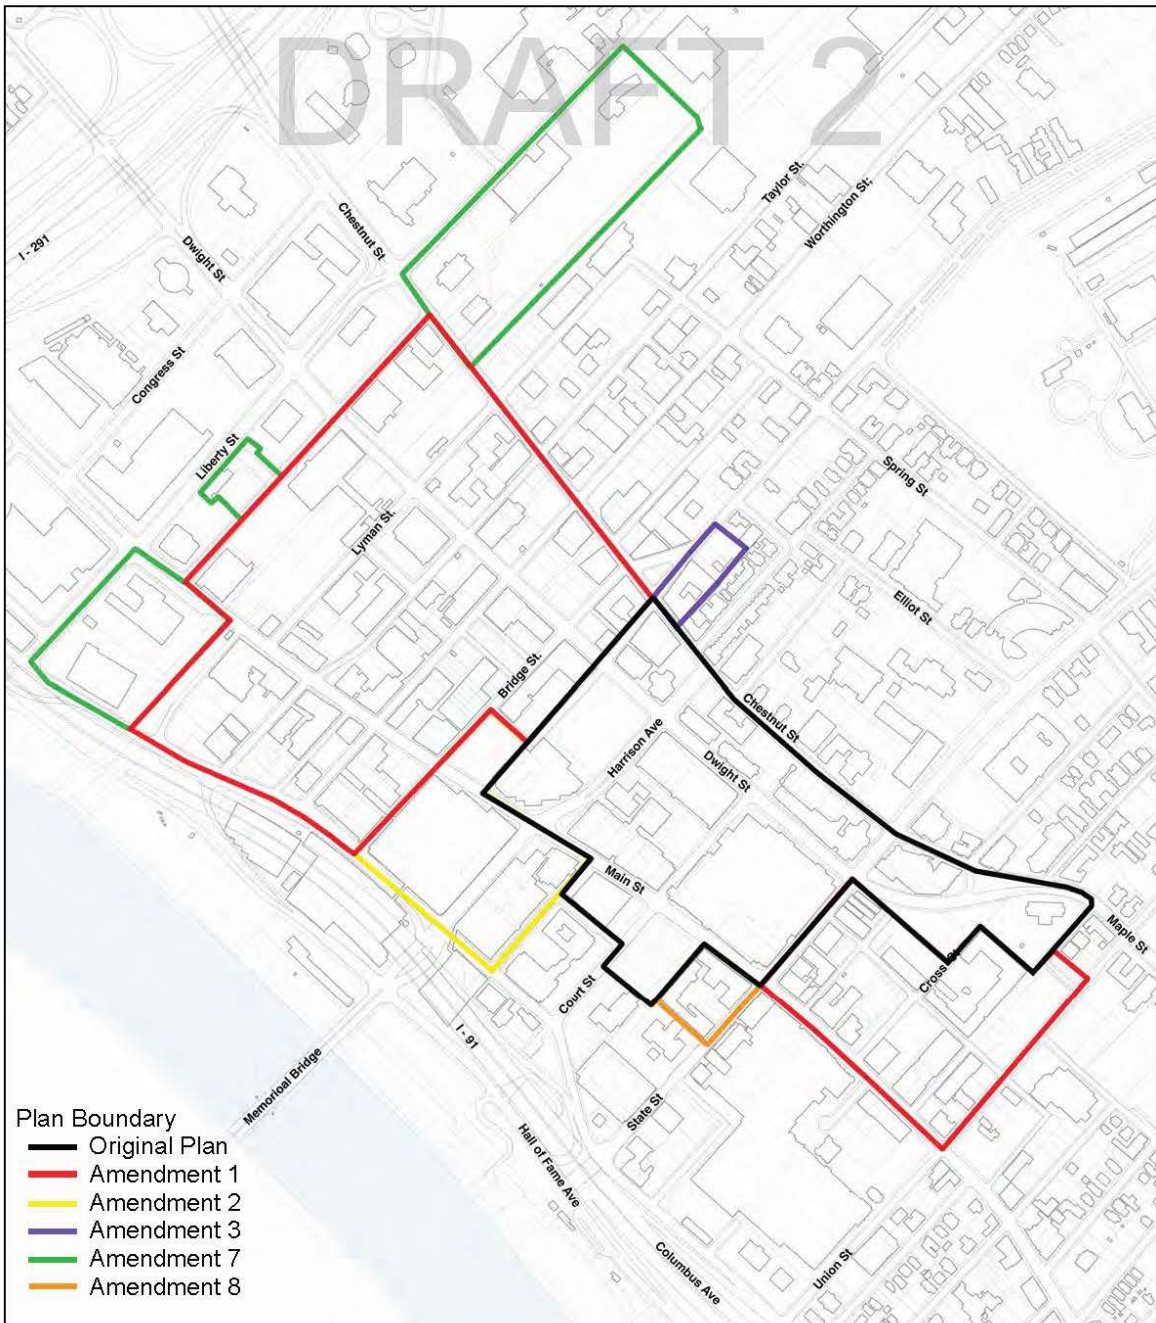 DRAFT 2
Taylor St.
Worthington St;
Chestnut St
I - 291
Dwight St
Congress St
Liberty St
Spring St
Lyman St.
Elliot St
Bridge St.
Chestnut St
Harrison Ave
Dwight St
Main St
Maple St
Cross St
Court St
I - 91
Memorioal Bridge
State St
Hall of Fame Ave
Columbus Ave
Union St
Plan Boundary
Original Plan
Amendment 1
Amendment 2
Amendment 3
Amendment 7
Amendment 8